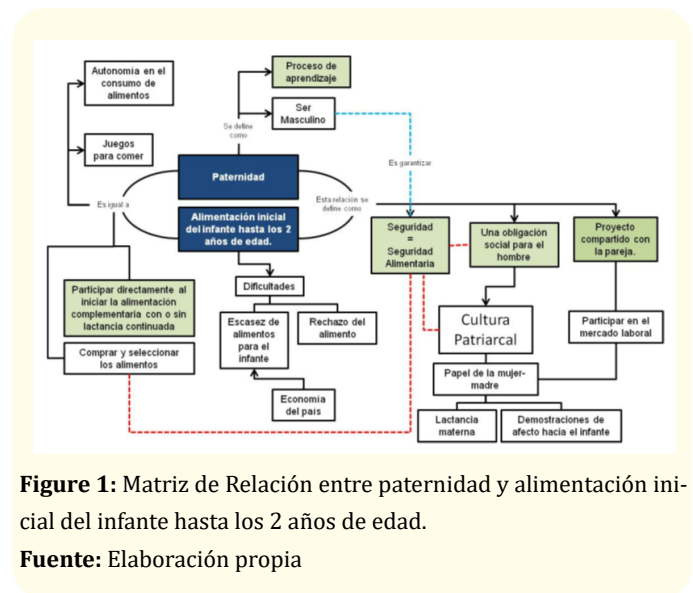 Proceso de
aprendizaje
Autonomía en el
consumo de
alimentos
Ser
Masculino
Se define
como
Juegos
para comer
Es garantizar
Paternidad
Es igual a
Esta relación se
define como
Alimentación inicial
del infante hasta los 2
años de edad.
Seguridad
=
Seguridad
Alimentaria
Una obligación
social para el
hombre
Proyecto
compartido con
la pareja.
Dificultades
Participar directamente al
iniciar la alimentación
complementaria con o sin
lactancia continuada
Escasez de
alimentos
para el
infante
Rechazo del
alimento
Cultura
Patriarcal
Participar en el
mercado laboral
Comprar y seleccionar
los alimentos
Papel de la mujer-
madre
Economía
del país
Lactancia
materna
Demostraciones de
afecto hacia el infante
Figure 1: Matriz de Relación entre paternidad y alimentación ini-
cial del infante hasta los 2 años de edad.
Fuente: Elaboración propia